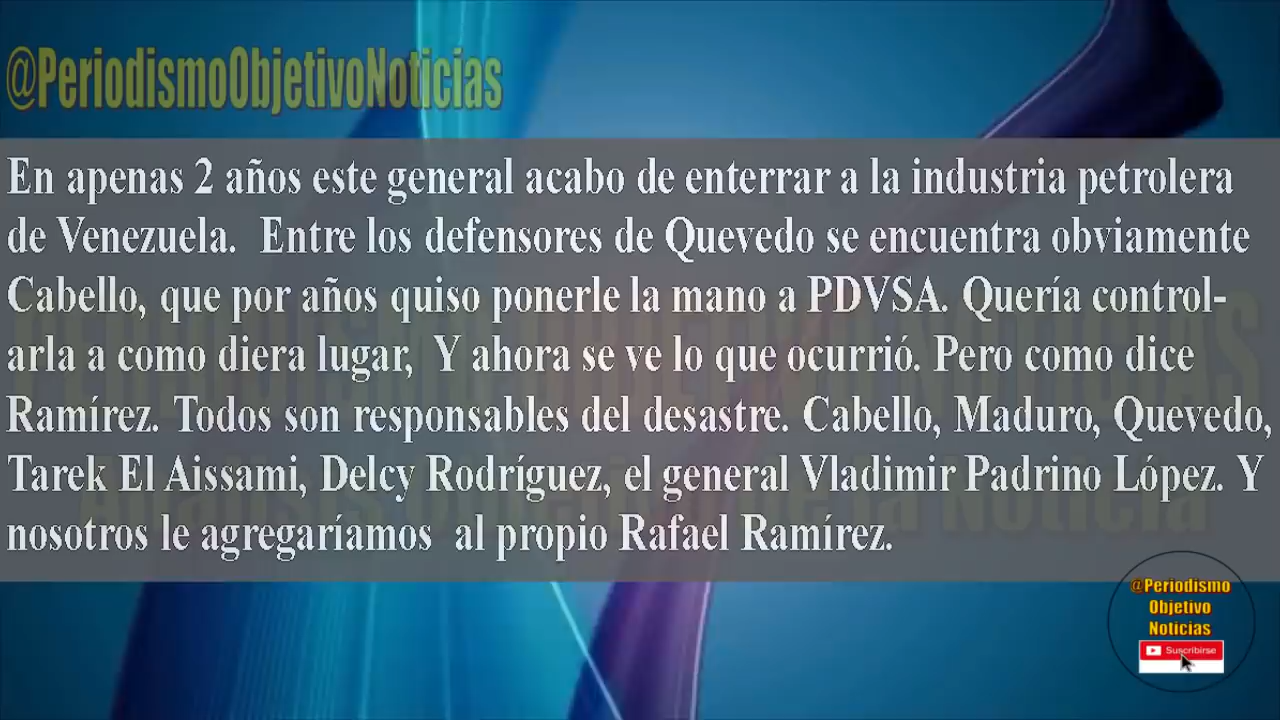 @PeriodismoObjetivoNoticias
En apenas 2 años este general acabo de enterrar a la industria petrolera
de Venezuela. Entre los defensores de Quevedo se encuentra obviamente
Cabello, que por años quiso ponerle la mano a PDVSA. Quería control-
arla a como diera lugar, Y ahora se ve lo que ocurrió. Pero como dice
Ramírez. Todos son responsables del desastre. Cabello, Maduro, Quevedo,
Tarek El Aissami, Delcy Rodríguez, el general Vladimir Padrino López. Y
nosotros le agregaríamos al propio Rafael Ramírez.
@Periodismo
Objetivo
Noticias
Suscribirse